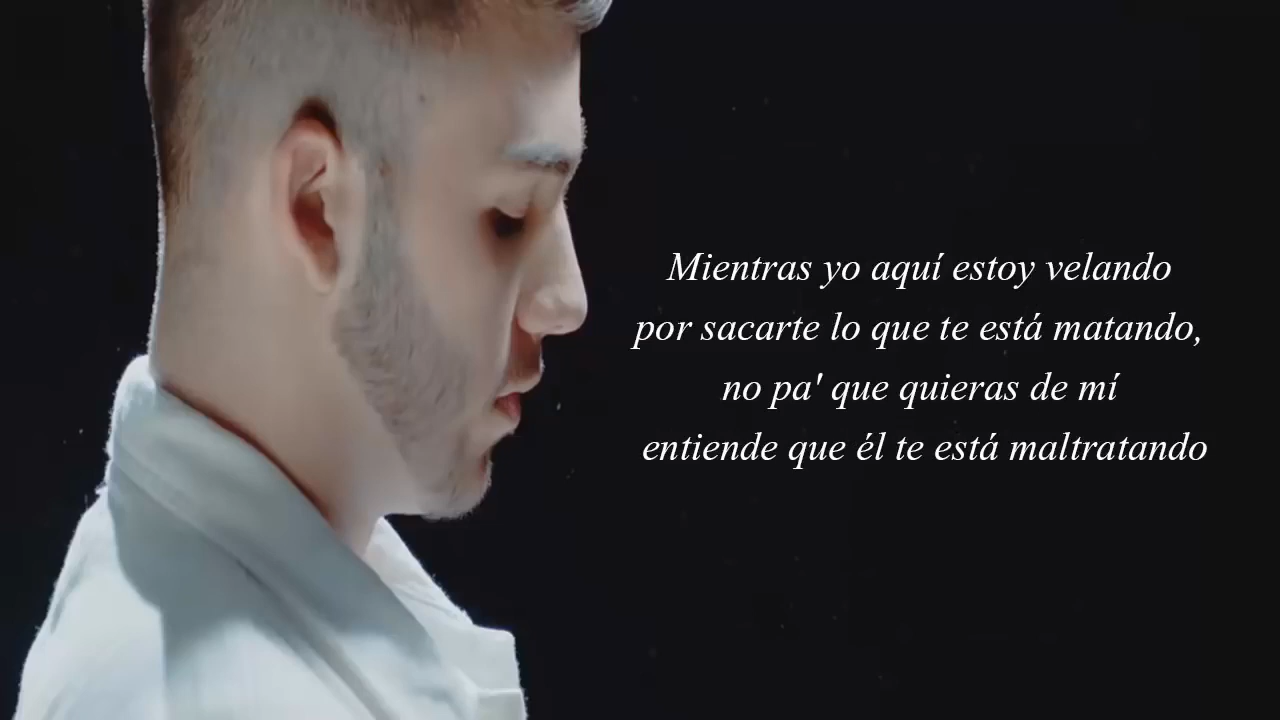 Mientras yo aquí estoy velando
por sacarte lo que te está matando,
no pa' que quieras de mí
entiende que él te está maltratando